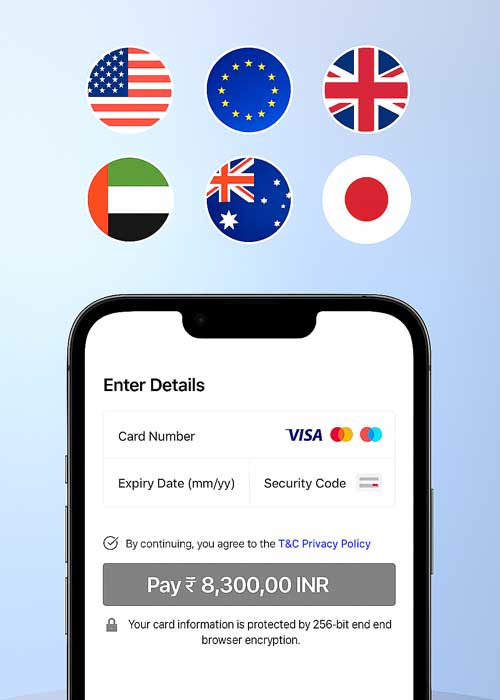 Enter Details
Card Number VISA
Expiry Date (mm/yy) Security Code
By continuing, you agree to the T&C Privacy Policy
Pay ₹ 8,300,00 INR
Your card information is protected by 256-bit end end
browser encryption.